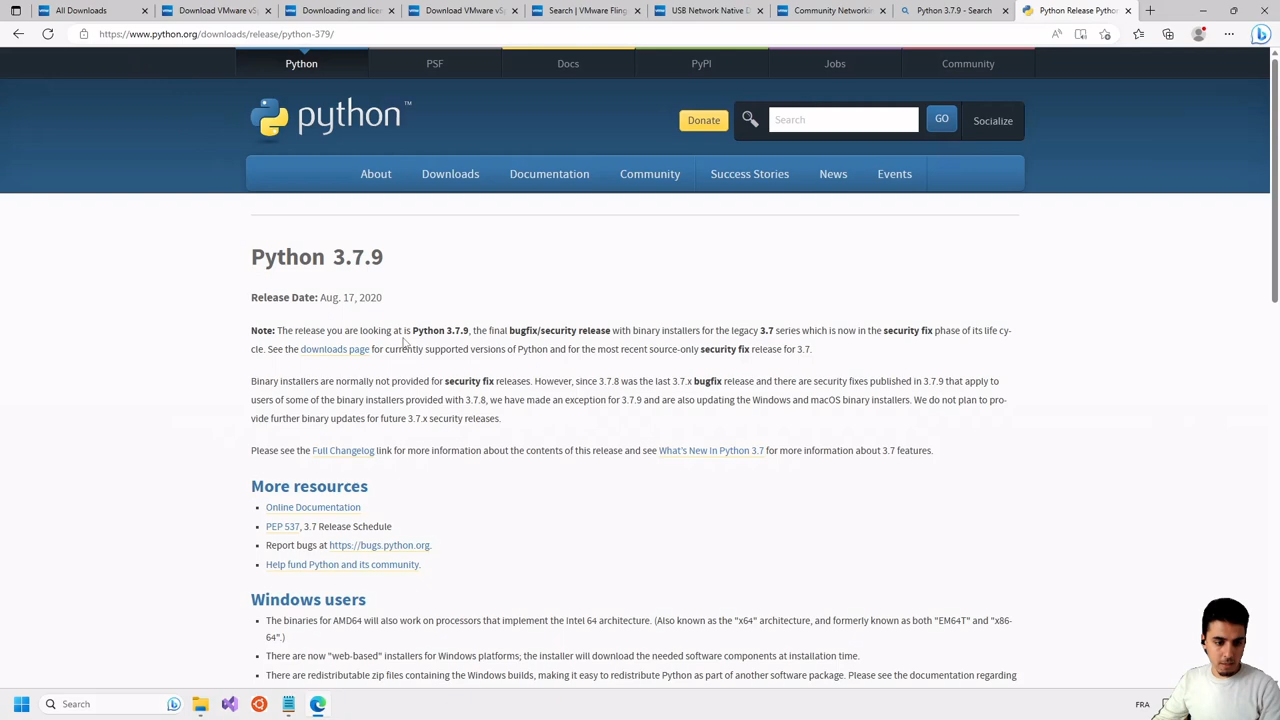 All Downloads
Download VMware vSp
Downloading and licen
Download VMware vSp
Search | VMware Fling
USB Network Native D
Community Networkin
Python 3.7.9 - Search
Python Release Python
https://www.python.org/downloads/release/python-379/
Python
PSF
Docs
PyPI
Jobs
Community
python™
Donate
Search
GO
Socialize
About
Downloads
Documentation
Community
Success Stories
News
Events
Python 3.7.9
Release Date: Aug. 17, 2020
Note: The release you are looking at is Python 3.7.9, the final bugfix/security release with binary installers for the legacy 3.7 series which is now in the security fix phase of its life cy-
cle. See the downloads page for currently supported versions of Python and for the most recent source-only security fix release for 3.7.
Binary installers are normally not provided for security fix releases. However, since 3.7.8 was the last 3.7.x bugfix release and there are security fixes published in 3.7.9 that apply to
users of some of the binary installers provided with 3.7.8, we have made an exception for 3.7.9 and are also updating the Windows and macOS binary installers. We do not plan to pro-
vide further binary updates for future 3.7.x security releases.
Please see the Full Changelog link for more information about the contents of this release and see What's New In Python 3.7 for more information about 3.7 features.
More resources
Online Documentation
PEP 537, 3.7 Release Schedule
Report bugs at https://bugs.python.org.
Help fund Python and its community.
Windows users
The binaries for AMD64 will also work on processors that implement the Intel 64 architecture. (Also known as the "x64" architecture, and formerly known as both "EM64T" and "x86-
64".)
There are now "web-based" installers for Windows platforms; the installer will download the needed software components at installation time.
There are redistributable zip files containing the Windows builds, making it easy to redistribute Python as part of another software package. Please see the documentation regarding
Search
FRA